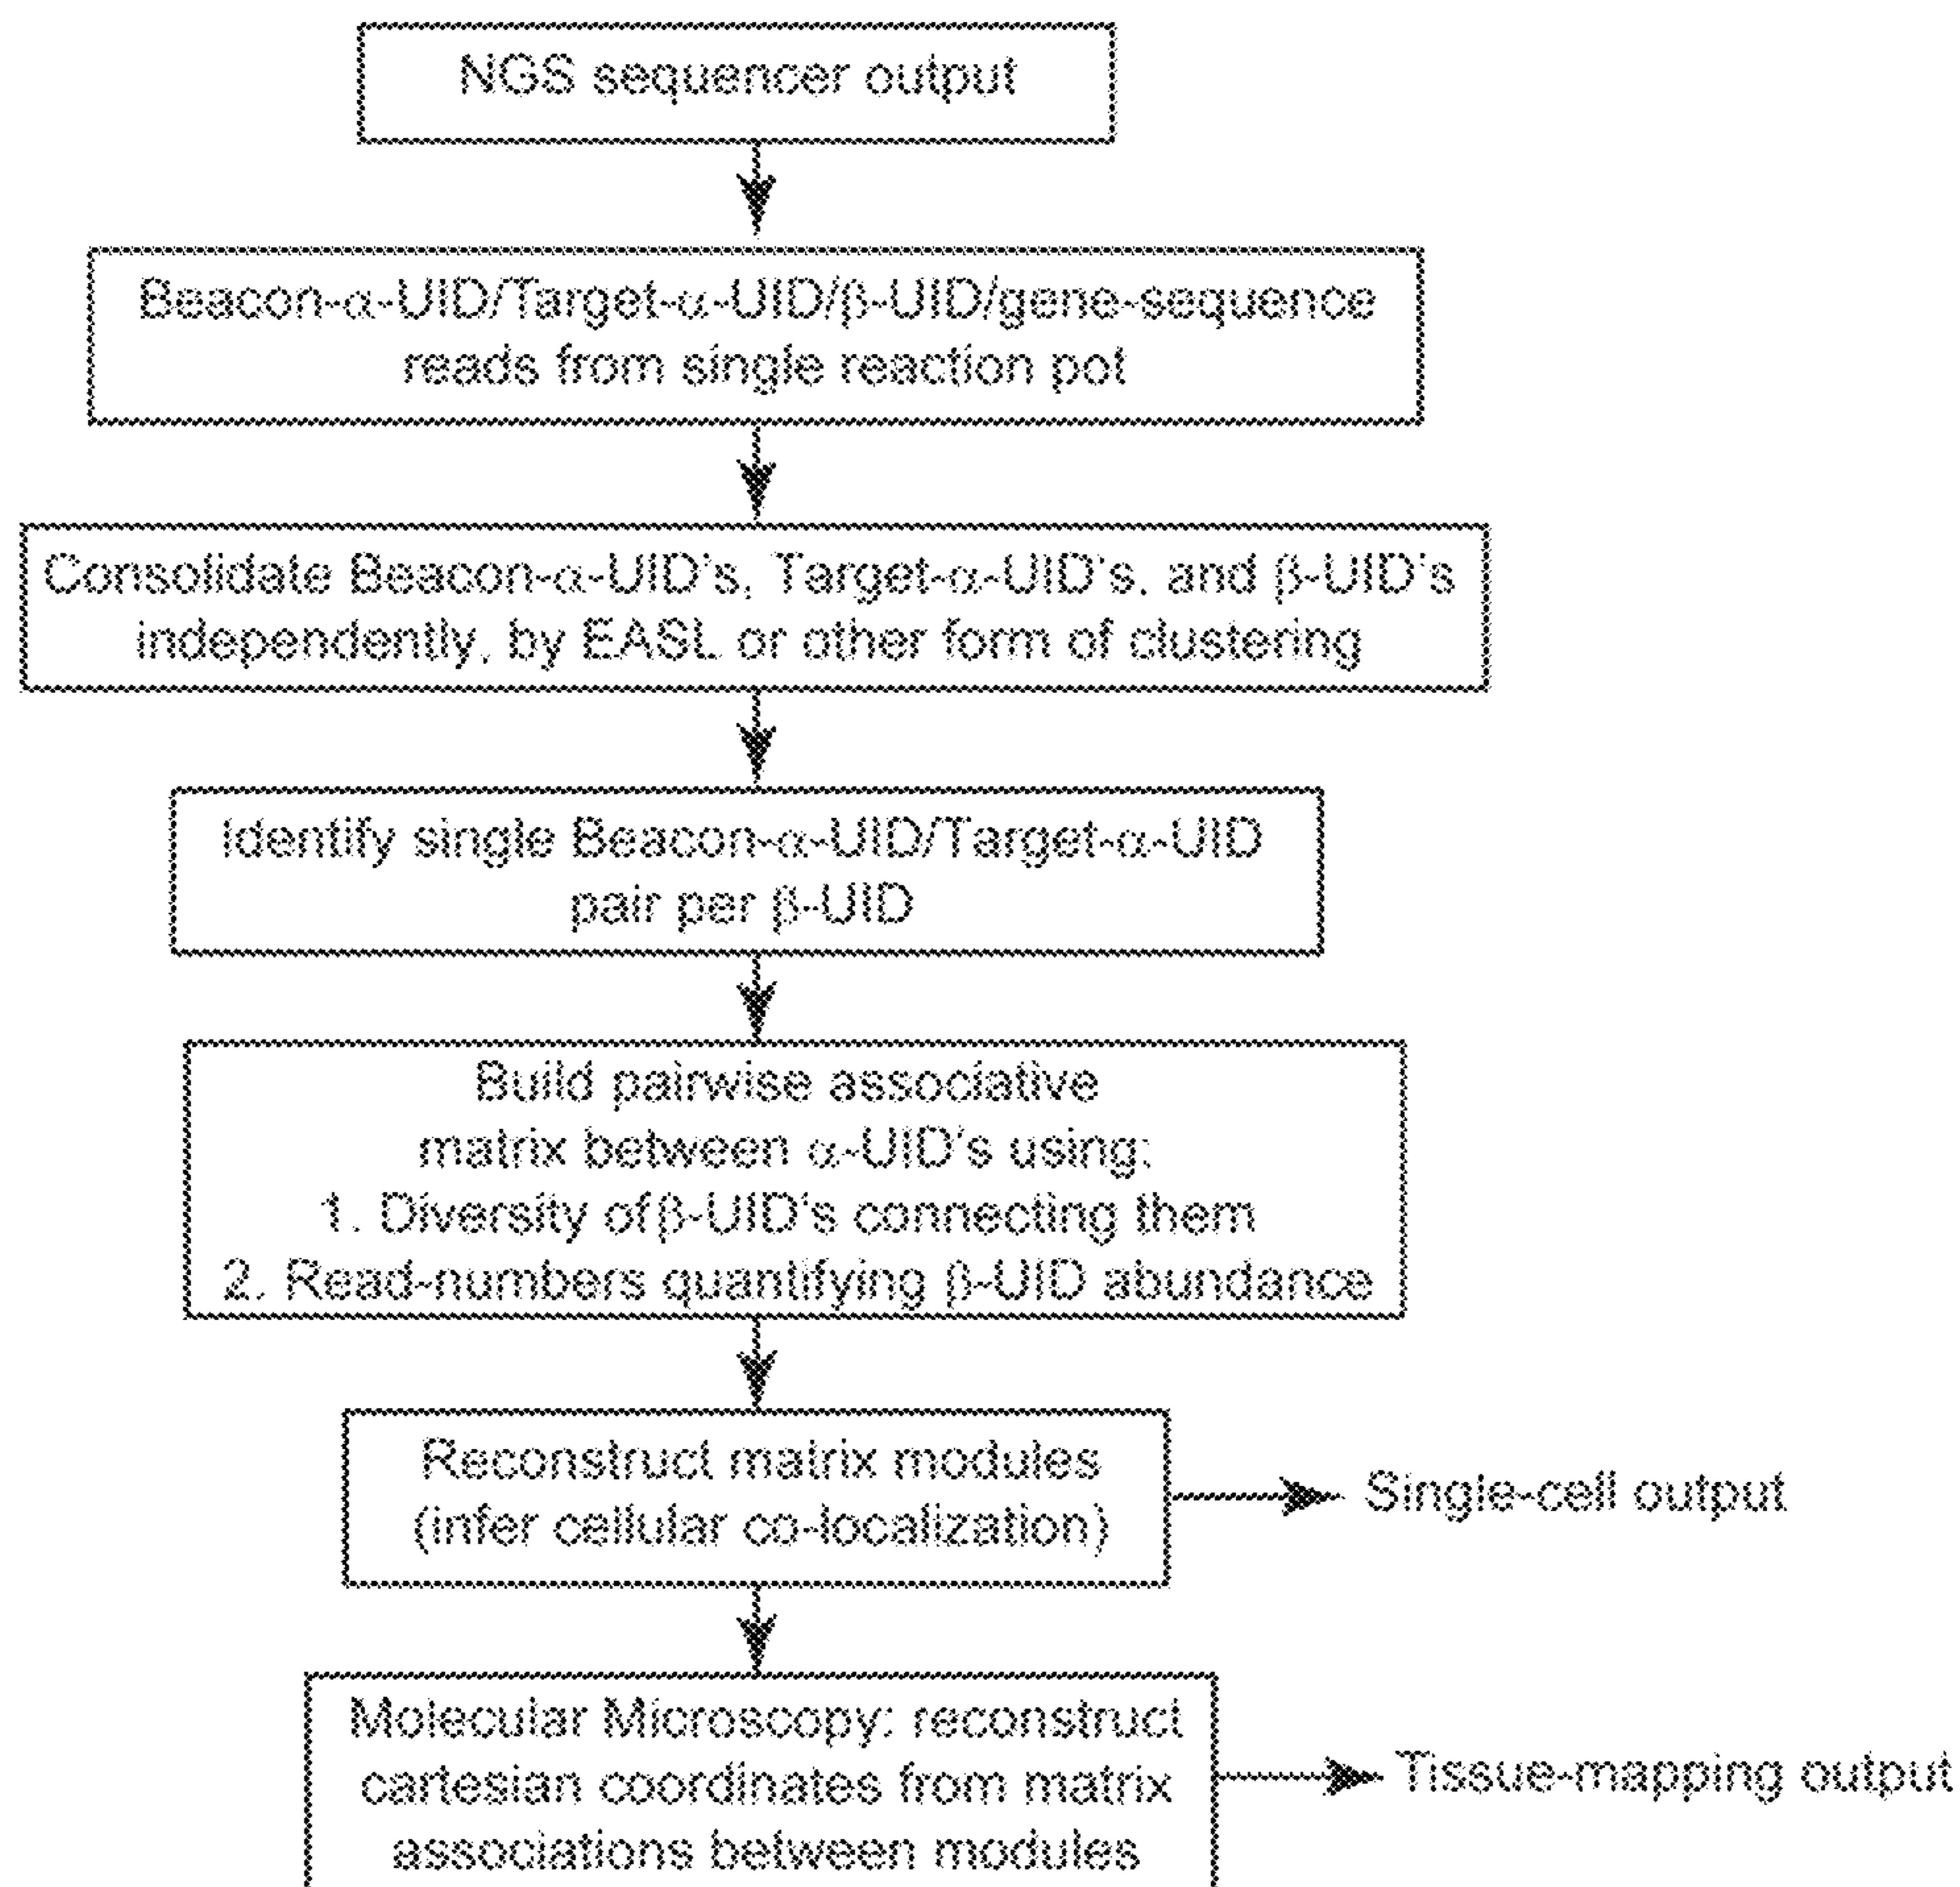 NGS sequencer output
Beacon-α-UID/Target-α-UID/β-UID/gene-sequence
reads from single reaction pot
Consolidate Beacon-α-UID's, Target-α-UID's, and β-UID's
independently, by EASL or other form of clustering
Identify single Beacon-α-UID/Target-α-UID
pair per β-UID
Build pairwise associative
matrix between α-UID's using:
1. Diversity of β-UID's connecting them
2. Read-numbers quantifying β-UID abundance
Reconstruct matrix modules
(infer cellular co-localization)
Single-cell output
Molecular Microscopy: reconstruct
cartesian coordinates from matrix
associations between modules
Tissue-mapping output